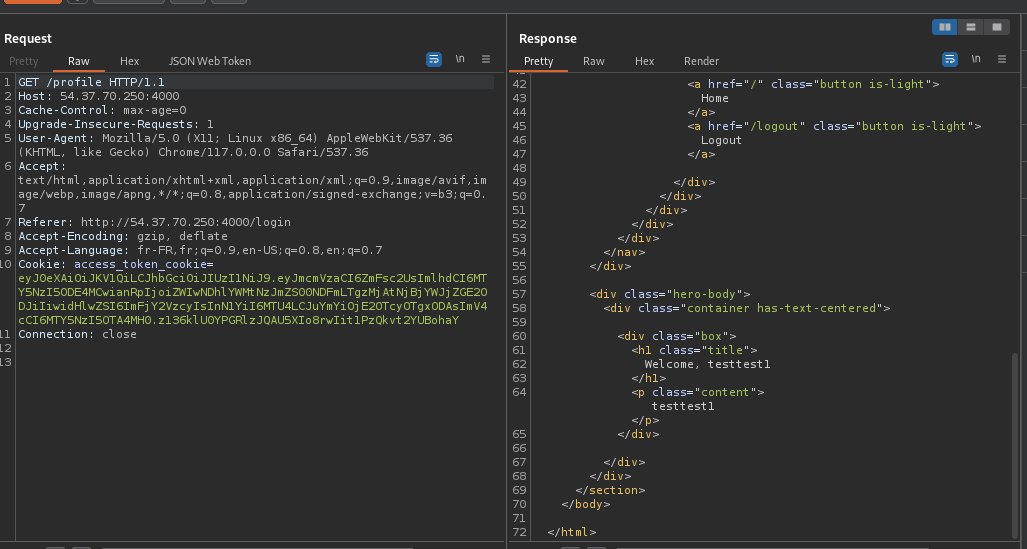 Request
Pretty Raw Hex JSON Web Token
\n
1 GET /profile HTTP/1.1
2 Host: 54.37.70.250:4000
3 Cache-Control: max-age=0
4 Upgrade-Insecure-Requests: 1
5 User-Agent: Mozilla/5.0 (X11; Linux x86_64) AppleWebKit/537.36
(KHTML, like Gecko) Chrome/117.0.0.0 Safari/537.36
6 Accept:
text/html,application/xhtml+xml,application/xml;q=0.9,image/avif,im
age/webp,image/apng,*/*;q=0.8,application/signed-exchange;v=b3;q=0.
7
7 Referer: http://54.37.70.250:4000/login
8 Accept-Encoding: gzip, deflate
9 Accept-Language: fr-FR,fr;q=0.9,en-US;q=0.8,en;q=0.7
10 Cookie: access_token_cookie=
11 Connection: close
12
13
Response
Pretty Raw Hex Render
\n
42 <a href="/" class="button is-light">
43 Home
44 </a>
45 <a href="/logout" class="button is-light">
46 Logout
47 </a>
48
49 </div>
50 </div>
51 </div>
52 </div>
53 </div>
54 </nav>
55 </div>
56
57 <div class="hero-body">
58 <div class="container has-text-centered">
59
60 <div class="box">
61 <h1 class="title">
62 Welcome, testtest1
63 </h1>
64 <p class="content">
testtest1
</p>
65 </div>
66
67 </div>
68 </div>
69 </section>
70 </body>
71
72 </html>